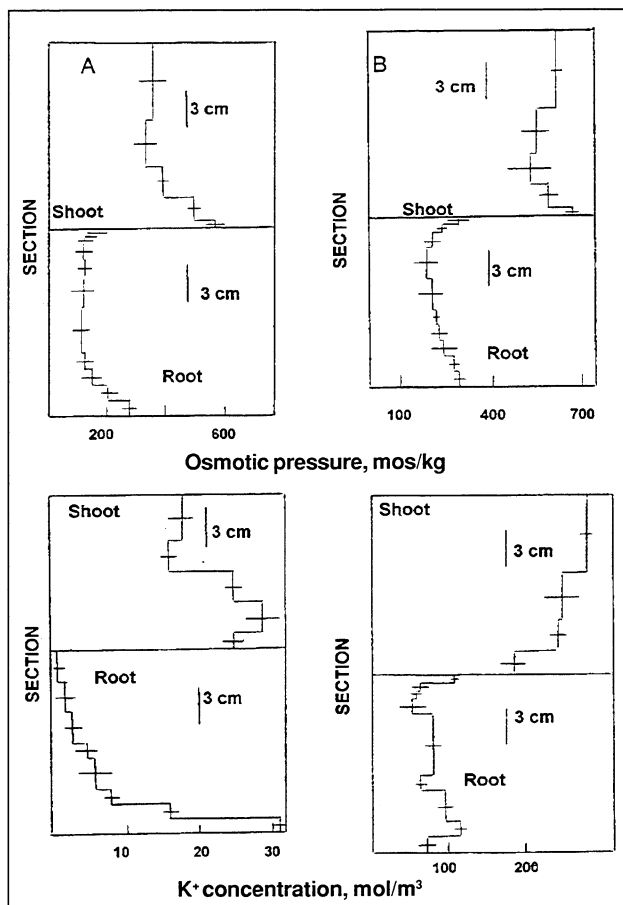 A
3 cm
SECTION
Shoot
3 cm
Root
200 600
B
3 cm
SECTION
Shoot
3 cm
Root
100 400 700
Osmotic pressure, mos/kg
Shoot
3 cm
SECTION
Root
3 cm
10 20 30
Shoot
3 cm
SECTION
3 cm
Root
100 200
K⁺ concentration, mol/m³